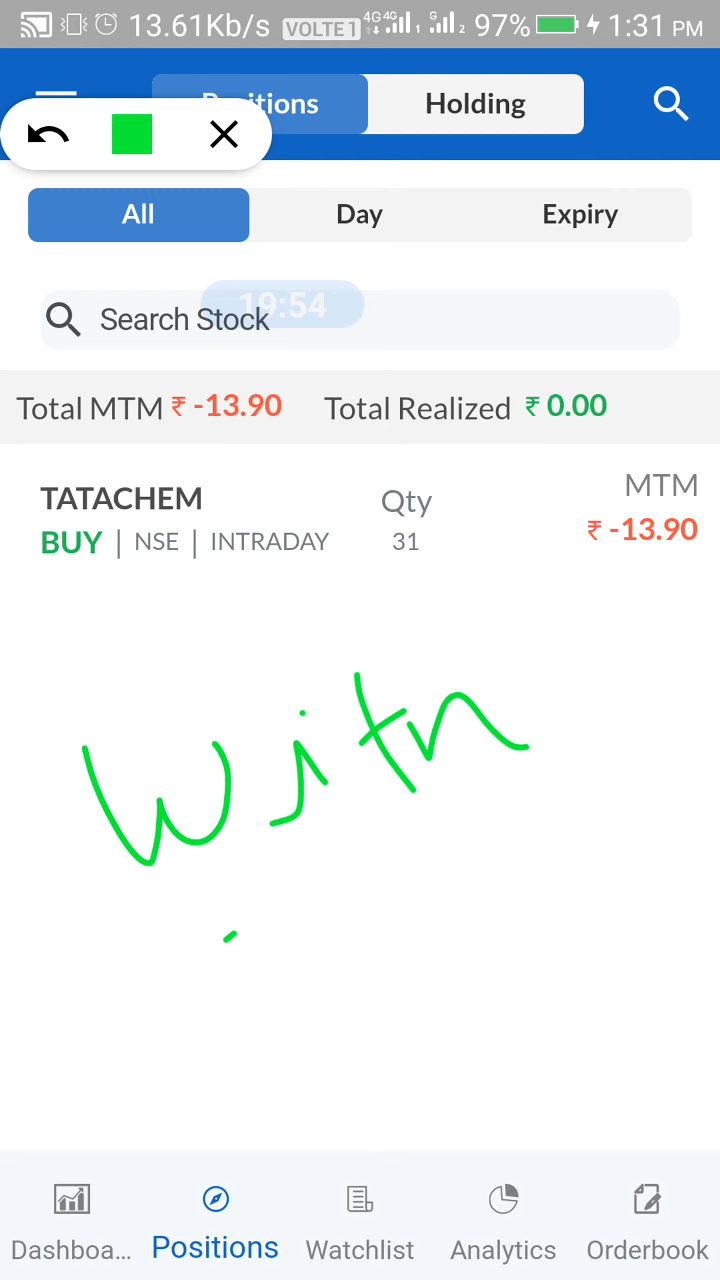 13.61Kb/s VOLTE 1 4G 4G 1 G 2 97% 1:31 PM
Positions Holding
All Day Expiry
19:54
Search Stock
Total MTM ₹ -13.90 Total Realized ₹ 0.00
TATACHEM Qty MTM
BUY | NSE | INTRADAY 31 ₹ -13.90
With
Dashboa... Positions Watchlist Analytics Orderbook